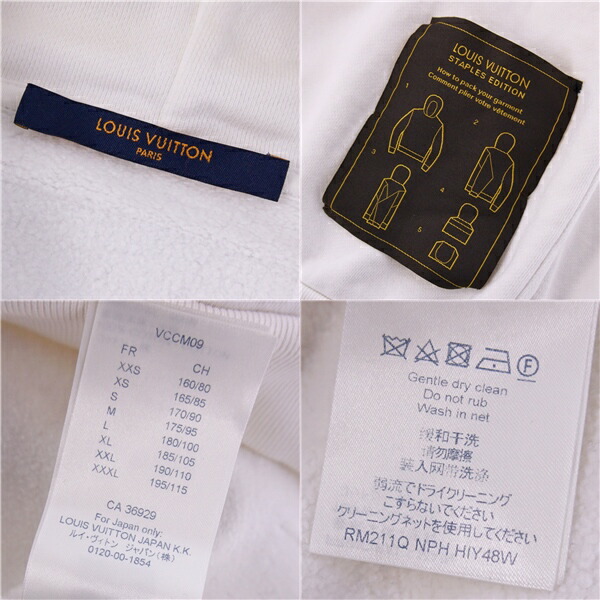 LOUIS VUITTON
PARIS
LOUIS VUITTON
STAPLES EDITION
How to pack your garment
Comment plier votre vêtement
1
2
3
4
5
VCCM09
FR CH
XXS 160/80
XS 165/85
S 170/90
M 175/95
L 180/100
XL 185/105
XXL 190/110
XXXL 195/115
CA 36929
For Japan only:
LOUIS VUITTON JAPAN K.K.
ルイ・ヴィトン ジャパン(株)
0120-00-1854
F
Gentle dry clean
Do not rub
Wash in net
缓和干洗
请勿摩擦
装入网带洗涤
弱流でドライクリーニング
こすらないでください
クリーニングネットを使用してください
RM211Q NPH HIY48W